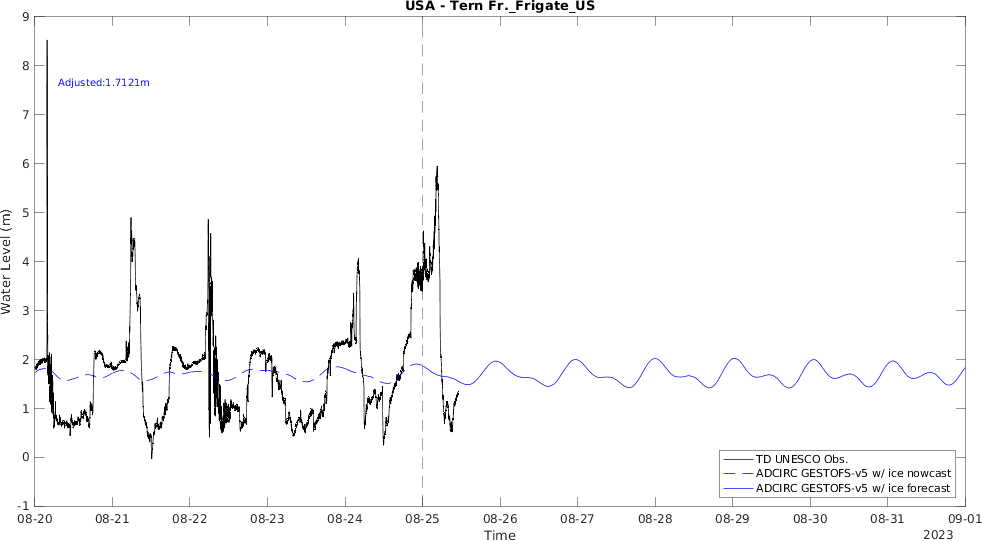 USA - Tern Fr._Frigate_US
9
8
7
6
5
4
3
2
1
0
-1
Water Level (m)
Adjusted:1.7121m
TD UNESCO Obs.
ADCIRC GESTOFS-v5 w/ ice nowcast
ADCIRC GESTOFS-v5 w/ ice forecast
08-20 08-21 08-22 08-23 08-24 08-25 08-26 08-27 08-28 08-29 08-30 08-31 09-01
Time
2023